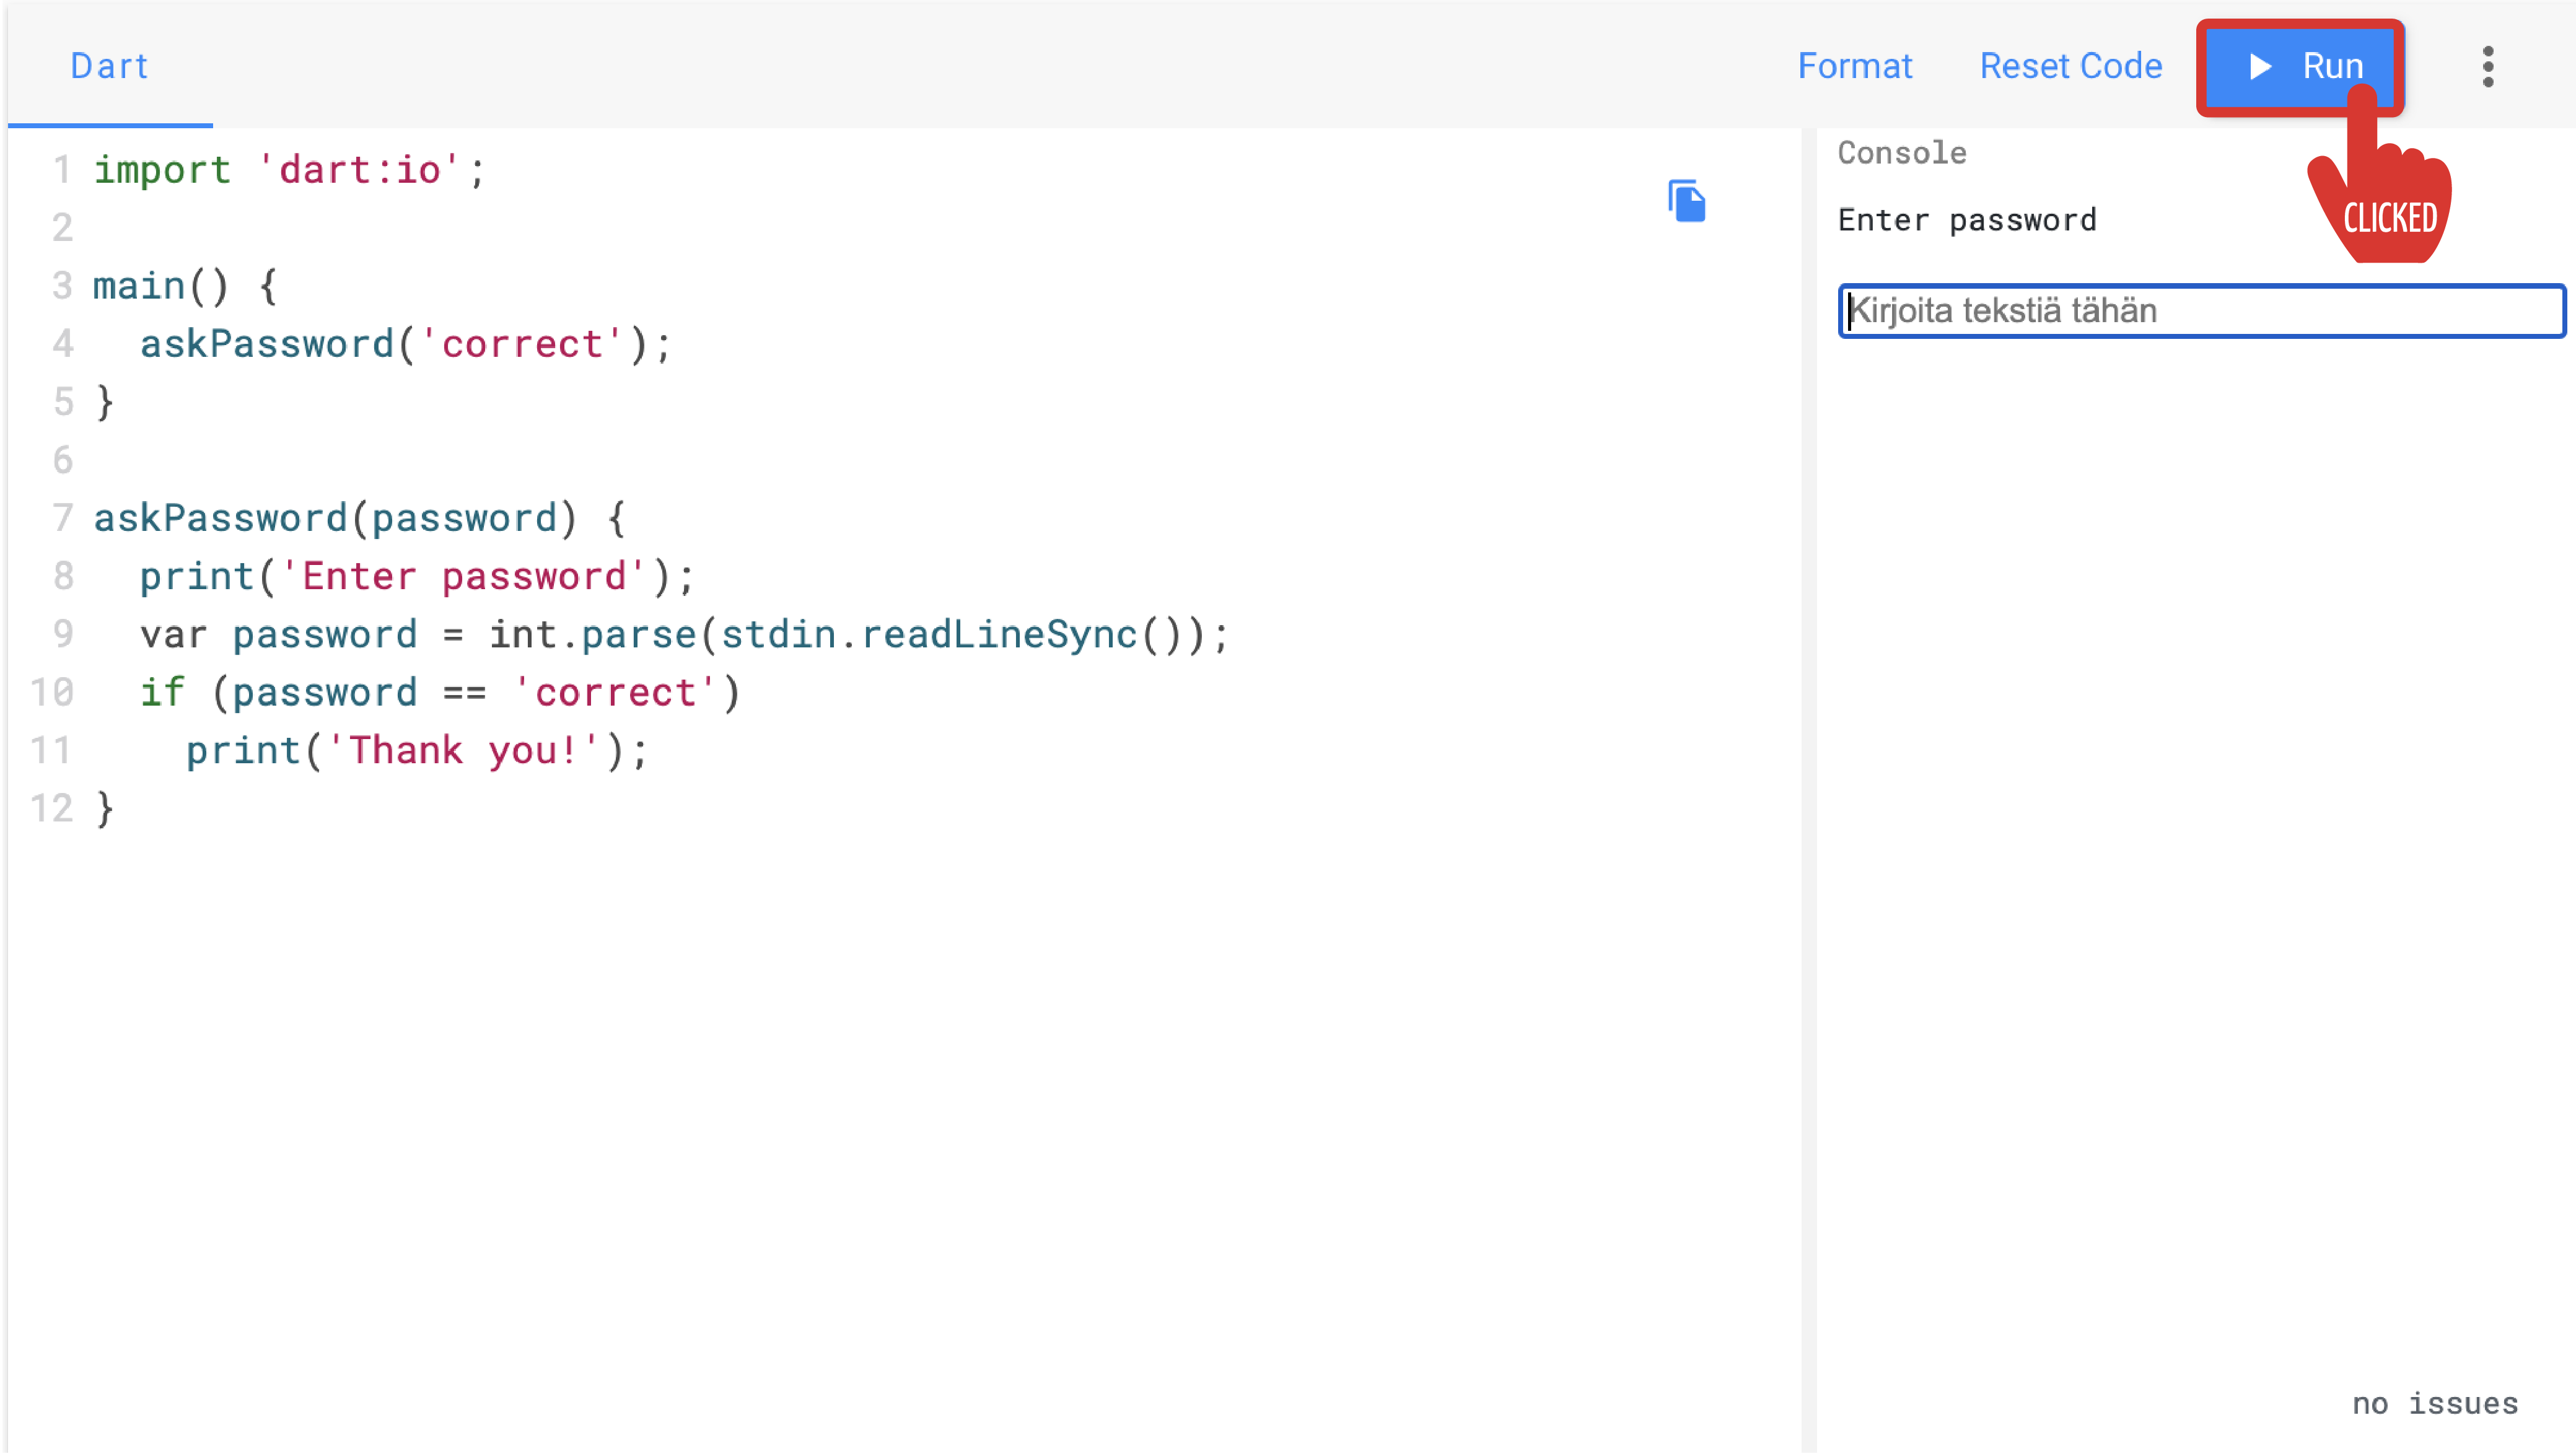 Dart
Format Reset Code Run
CLICKED
1 import 'dart:io';
2
3 main() {
4   askPassword('correct');
5 }
6
7 askPassword(password) {
8   print('Enter password');
9   var password = int.parse(stdin.readLineSync());
10   if (password == 'correct')
11     print('Thank you!');
12 }
Console
Enter password
Kirjoita tekstiä tähän
no issues